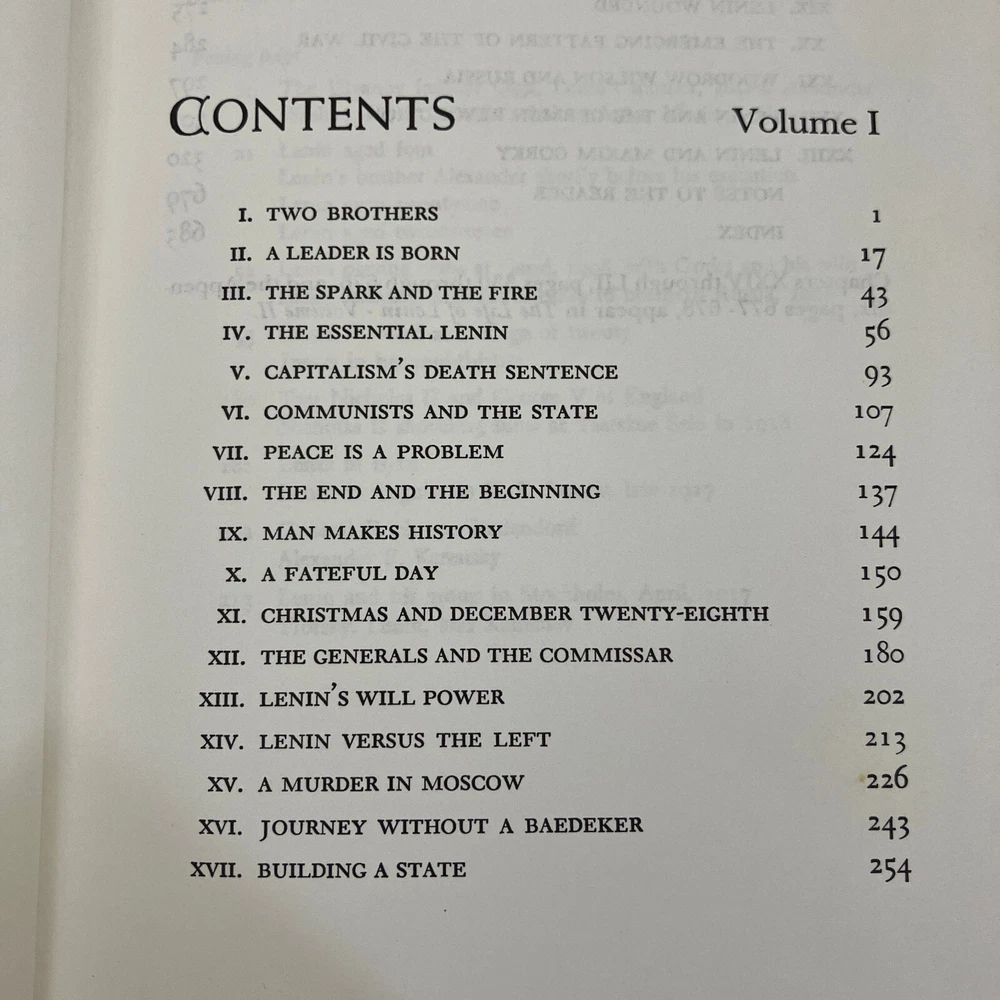 CONTENTS Volume I
I. TWO BROTHERS 1
II. A LEADER IS BORN 17
III. THE SPARK AND THE FIRE 43
IV. THE ESSENTIAL LENIN 56
V. CAPITALISM'S DEATH SENTENCE 93
VI. COMMUNISTS AND THE STATE 107
VII. PEACE IS A PROBLEM 124
VIII. THE END AND THE BEGINNING 137
IX. MAN MAKES HISTORY 144
X. A FATEFUL DAY 150
XI. CHRISTMAS AND DECEMBER TWENTY-EIGHTH 159
XII. THE GENERALS AND THE COMMISSAR 180
XIII. LENIN'S WILL POWER 202
XIV. LENIN VERSUS THE LEFT 213
XV. A MURDER IN MOSCOW 226
XVI. JOURNEY WITHOUT A BAEDEKER 243
XVII. BUILDING A STATE 254